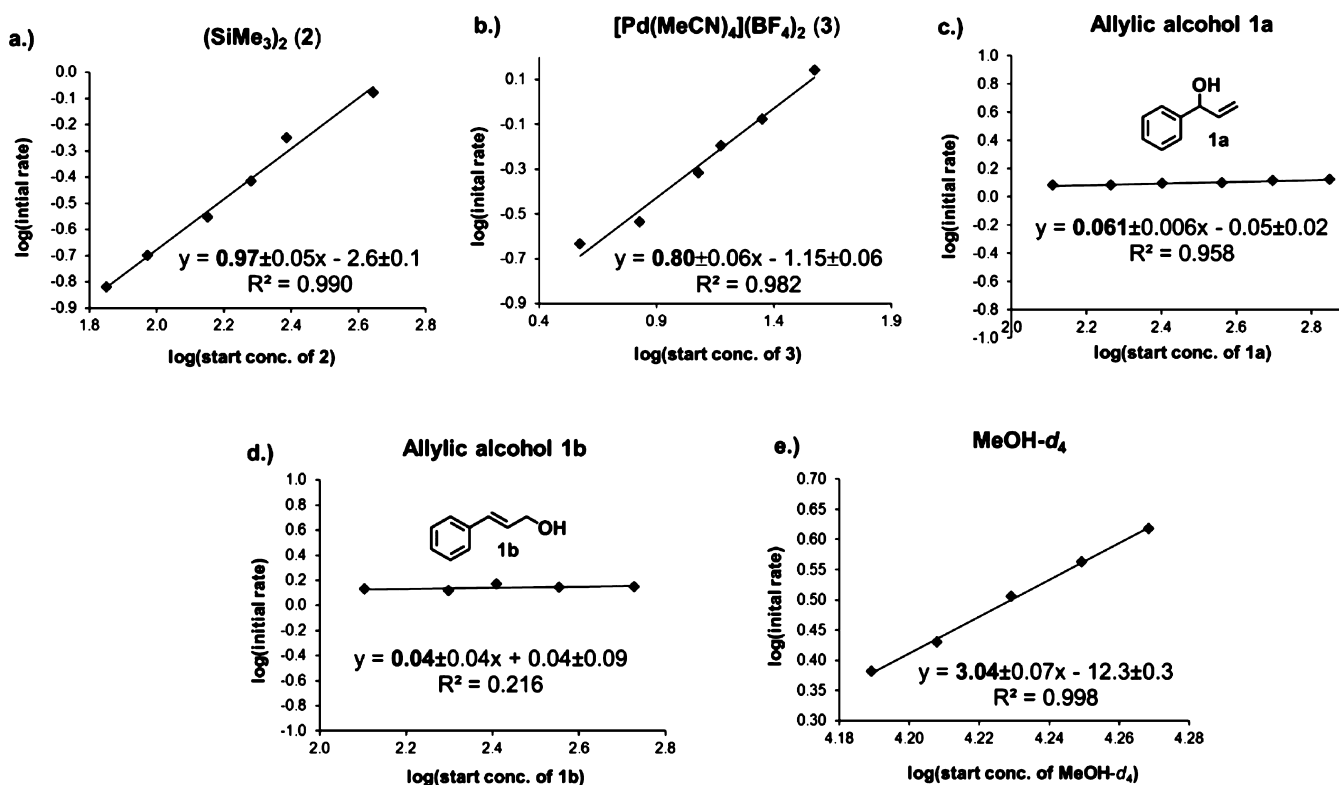 a.)
(SiMe3)2 (2)
0.0
-0.1
-0.2
-0.3
-0.4
-0.5
-0.6
-0.7
-0.8
-0.9
log(intial rate)
y = 0.97±0.05x - 2.6±0.1
R² = 0.990
1.8 2.0 2.2 2.4 2.6 2.8
log(start conc. of 2)
b.)
[Pd(MeCN)4](BF4)2 (3)
0.1
-0.1
-0.3
-0.5
-0.7
-0.9
log(inital rate)
y = 0.80±0.06x - 1.15±0.06
R² = 0.982
0.4 0.9 1.4 1.9
log(start conc. of 3)
c.)
Allylic alcohol 1a
1.0
0.8
0.6
0.4
0.2
0.0
-0.2
-0.4
-0.6
-0.8
-1.0
log(initial rate)
OH
1a
y = 0.061±0.006x - 0.05±0.02
R² = 0.958
2.0 2.2 2.4 2.6 2.8
log(start conc. of 1a)
d.)
Allylic alcohol 1b
1.0
0.8
0.6
0.4
0.2
0.0
-0.2
-0.4
-0.6
-0.8
-1.0
log(initial rate)
OH
1b
y = 0.04±0.04x + 0.04±0.09
R² = 0.216
2.0 2.2 2.4 2.6 2.8
log(start conc. of 1b)
e.)
MeOH-d4
0.70
0.65
0.60
0.55
0.50
0.45
0.40
0.35
0.30
log(inital rate)
y = 3.04±0.07x - 12.3±0.3
R² = 0.998
4.18 4.20 4.22 4.24 4.26 4.28
log(start conc. of MeOH-d4)